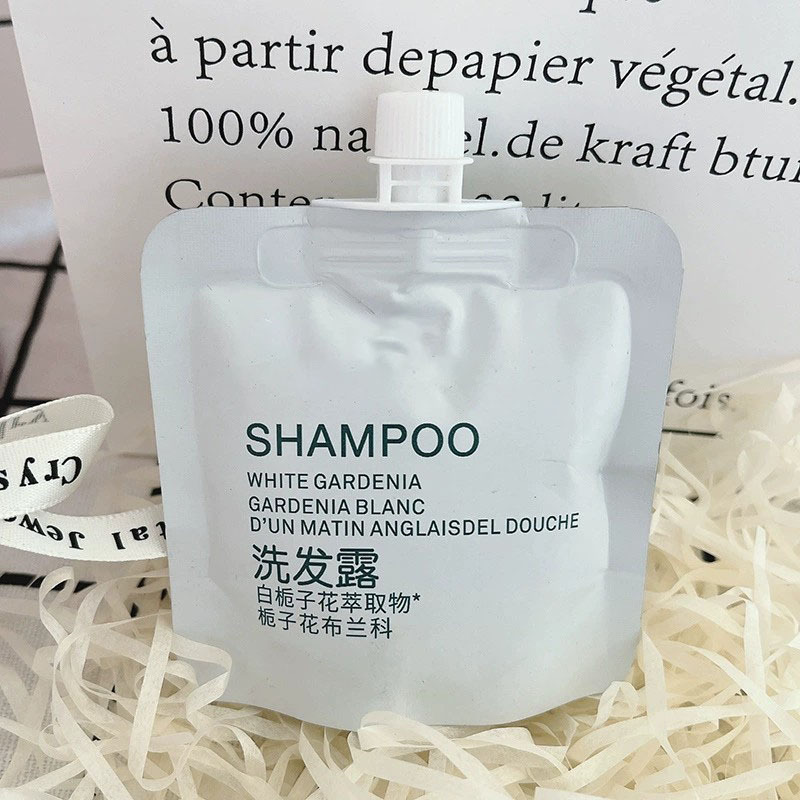 à partir depapier végétal.
100% na el.de kraft
fois.
SHAMPOO
WHITE GARDENIA
GARDENIA BLANC
D'UN MATIN ANGLAISDEL DOUCHE
洗发露
白栀子花萃取物*
栀子花布兰科